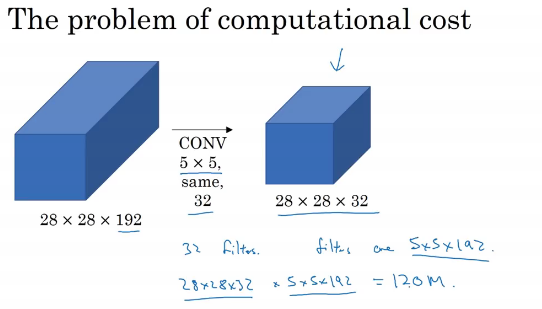 The problem of computational cost
CONV
5 × 5,
same,
32
28 × 28 × 192
28 × 28 × 32
32 filters. filters are 5×5×192.
28×28×32 × 5×5×192 = 120M.